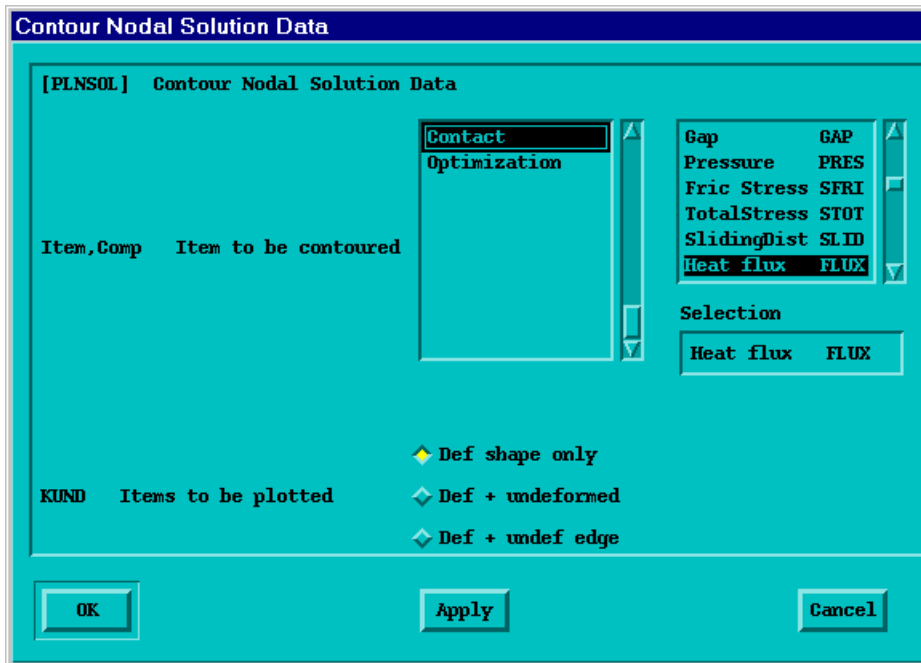 Contour Nodal Solution Data
[PLNSOL] Contour Nodal Solution Data
Item,Comp Item to be contoured
Contact
Optimization
Gap GAP
Pressure PRES
Fric Stress SFRI
TotalStress STOT
SlidingDist SLID
Heat flux FLUX
Selection
Heat flux FLUX
KUND Items to be plotted
Def shape only
Def + undeformed
Def + undef edge
OK
Apply
Cancel